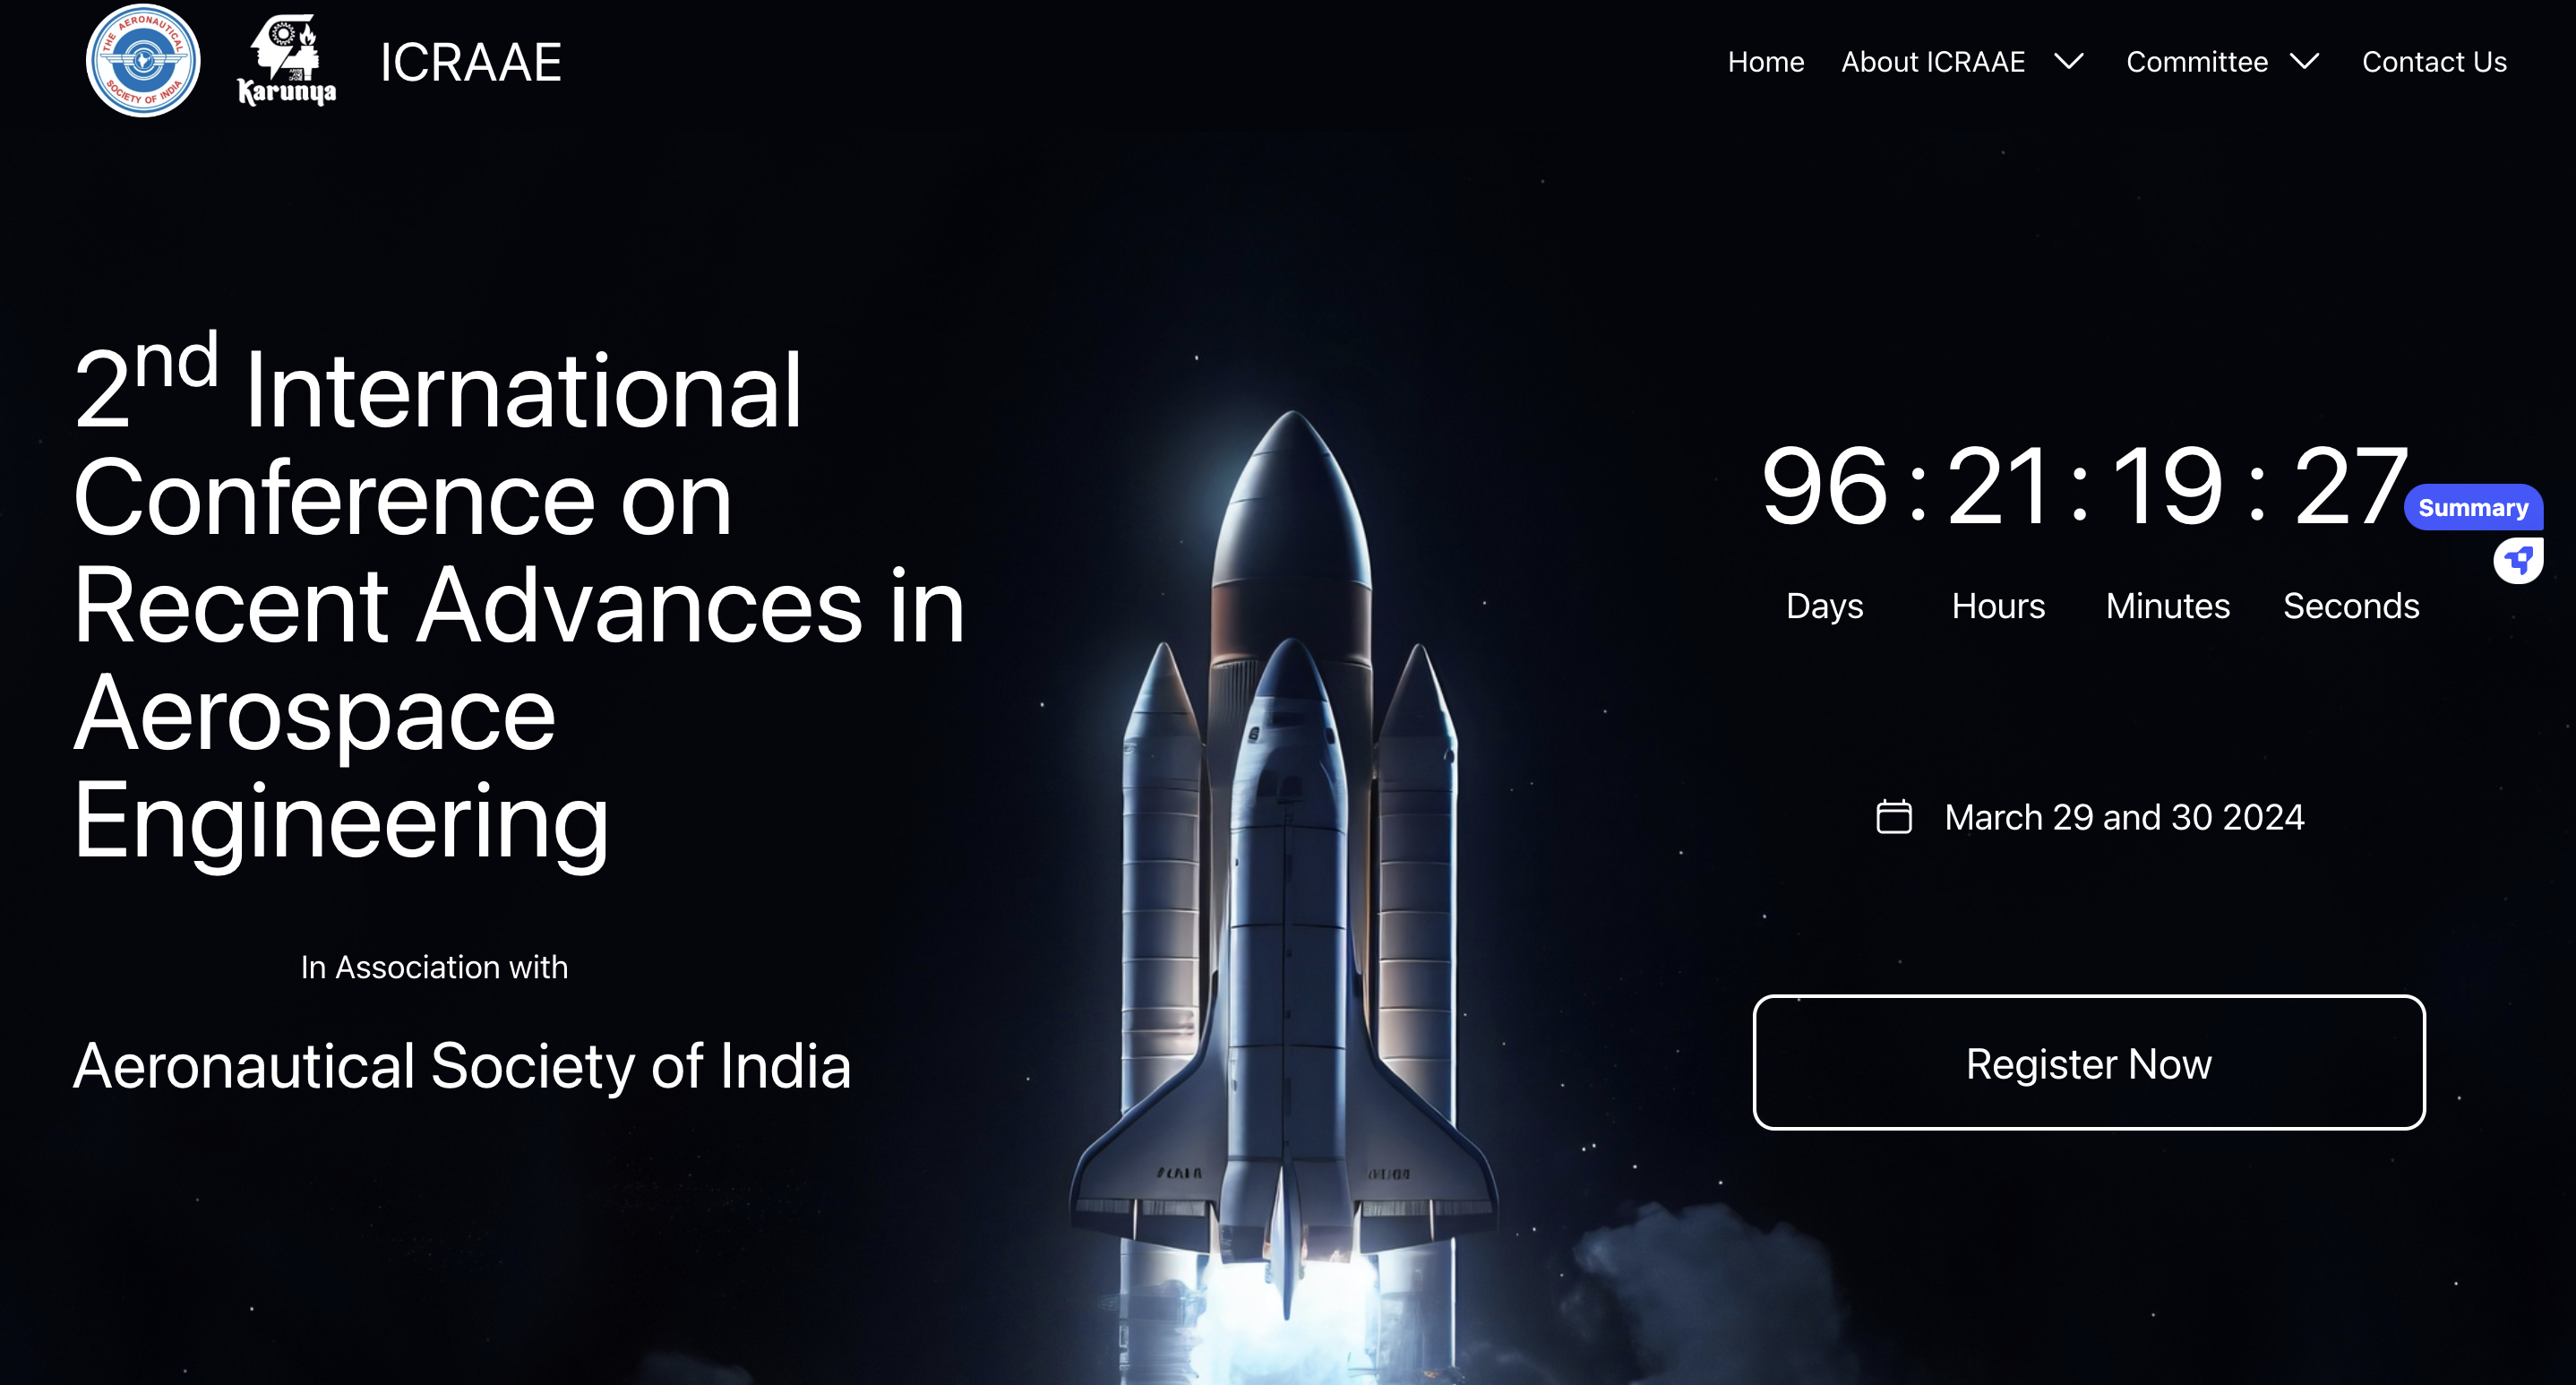 THE AERONAUTICAL
SOCIETY OF INDIA
Karunya
ICRAAE
Home
About ICRAAE
Committee
Contact Us
2nd International
Conference on
Recent Advances in
Aerospace
Engineering
In Association with
Aeronautical Society of India
96 : 21 : 19 : 27
Days Hours Minutes Seconds
Summary
March 29 and 30 2024
Register Now